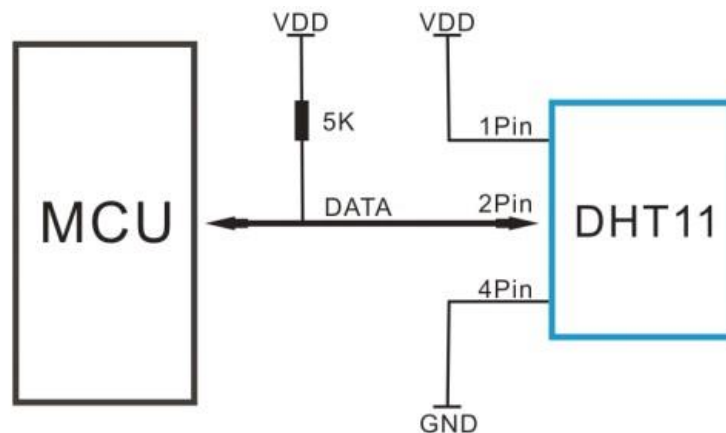 VDD
VDD
5K
1Pin
MCU
DATA
2Pin
DHT11
4Pin
GND